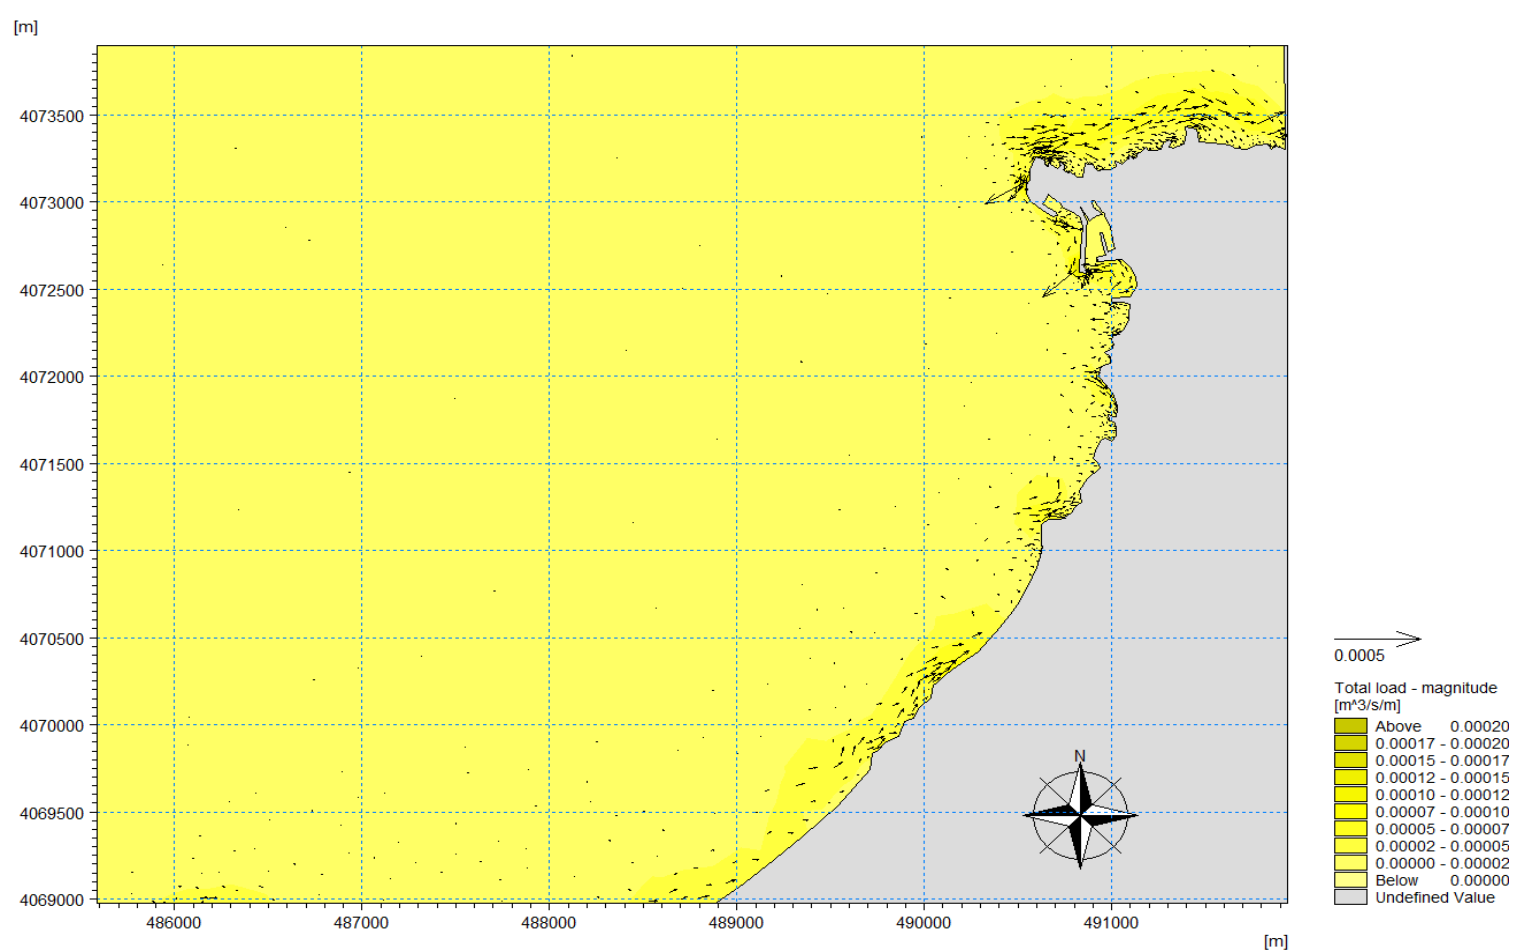 [m]
4073500
4073000
4072500
4072000
4071500
4071000
4070500
4070000
4069500
4069000
486000 487000 488000 489000 490000 491000
[m]
N
0.0005
Total load - magnitude
[m^3/s/m]
Above 0.00020
0.00017 - 0.00020
0.00015 - 0.00017
0.00012 - 0.00015
0.00010 - 0.00012
0.00007 - 0.00010
0.00005 - 0.00007
0.00002 - 0.00005
0.00000 - 0.00002
Below 0.00000
Undefined Value